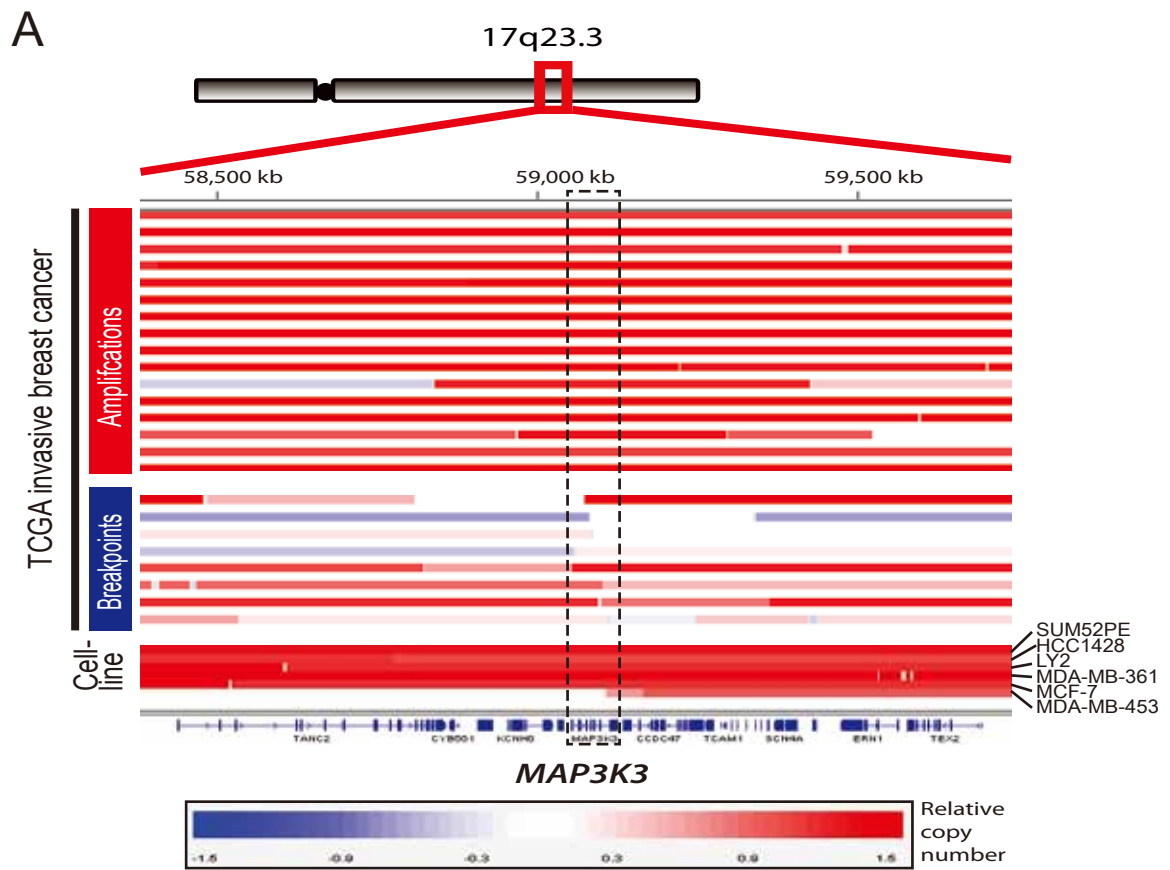 A
17q23.3
58,500 kb 59,000 kb 59,500 kb
TCGA invasive breast cancer
Amplifcations
Breakpoints
Cell-
line
SUM52PE
HCC1428
LY2
MDA-MB-361
MCF-7
MDA-MB-453
TANC2 CYB561 KCNH6 MAP3K3 CCDC47 TCAM1 SCN4A ERN1 TEX2
MAP3K3
-1.5 -0.9 -0.3 0.3 0.9 1.5
Relative
copy
number